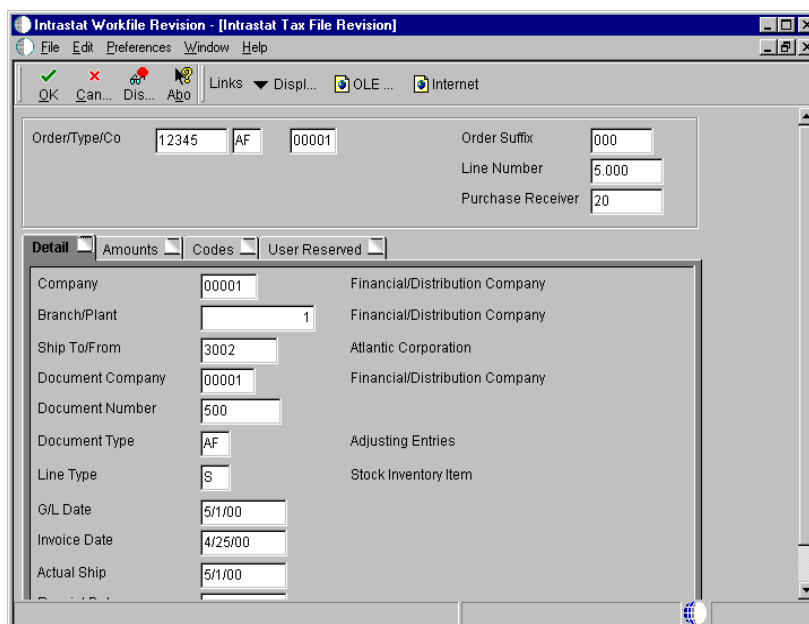 Intrastat Workfile Revision - [Intrastat Tax File Revision]
File Edit Preferences Window Help
OK Can... Dis... Abo Links Displ... OLE ... Internet
Order/Type/Co 12345 AF 00001 Order Suffix 000
Line Number 5.000
Purchase Receiver 20
Detail Amounts Codes User Reserved
Company 00001 Financial/Distribution Company
Branch/Plant 1 Financial/Distribution Company
Ship To/From 3002 Atlantic Corporation
Document Company 00001 Financial/Distribution Company
Document Number 500
Document Type AF Adjusting Entries
Line Type S Stock Inventory Item
G/L Date 5/1/00
Invoice Date 4/25/00
Actual Ship 5/1/00